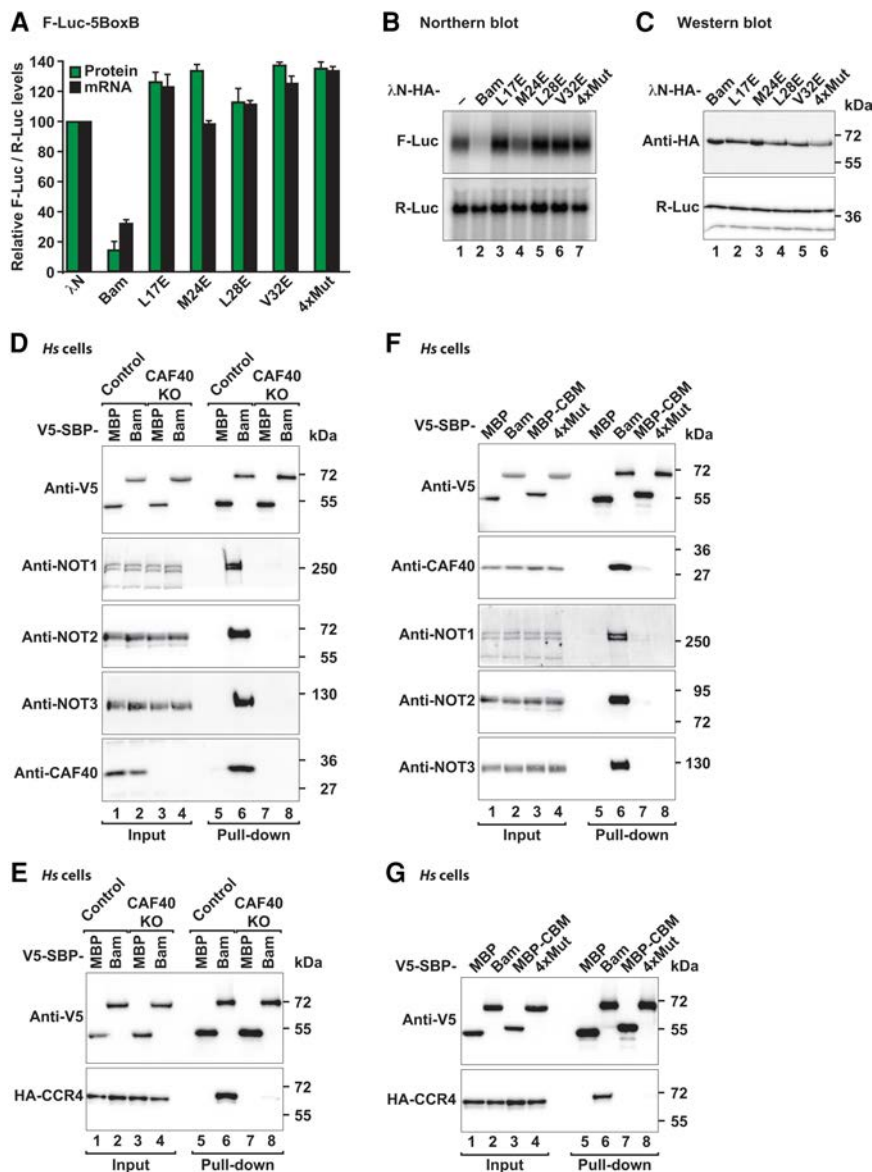 A F-Luc-5BoxB
Relative F-Luc / R-Luc levels
140
120
100
80
60
40
20
0
Protein
mRNA
λN Bam L17E M24E L28E V32E 4xMut
B Northern blot
λN-HA- – Bam L17E M24E L28E V32E 4xMut
F-Luc
R-Luc
1 2 3 4 5 6 7
C Western blot
λN-HA- Bam L17E M24E L28E V32E 4xMut
kDa
Anti-HA 72
55
R-Luc 36
1 2 3 4 5 6
D Hs cells
Control CAF40 KO Control CAF40 KO
V5-SBP- MBP Bam MBP Bam MBP Bam MBP Bam
kDa
Anti-V5 72
55
Anti-NOT1 250
Anti-NOT2 72
55
Anti-NOT3 130
Anti-CAF40 36
27
1 2 3 4 5 6 7 8
Input Pull-down
F Hs cells
V5-SBP- MBP Bam MBP-CBM 4xMut MBP Bam MBP-CBM 4xMut
kDa
Anti-V5 72
55
Anti-CAF40 36
27
Anti-NOT1 250
Anti-NOT2 95
72
Anti-NOT3 130
1 2 3 4 5 6 7 8
Input Pull-down
E Hs cells
Control CAF40 KO Control CAF40 KO
V5-SBP- MBP Bam MBP Bam MBP Bam MBP Bam
kDa
Anti-V5 72
55
HA-CCR4 72
55
1 2 3 4 5 6 7 8
Input Pull-down
G Hs cells
V5-SBP- MBP Bam MBP-CBM 4xMut MBP Bam MBP-CBM 4xMut
kDa
Anti-V5 72
55
HA-CCR4 72
55
1 2 3 4 5 6 7 8
Input Pull-down